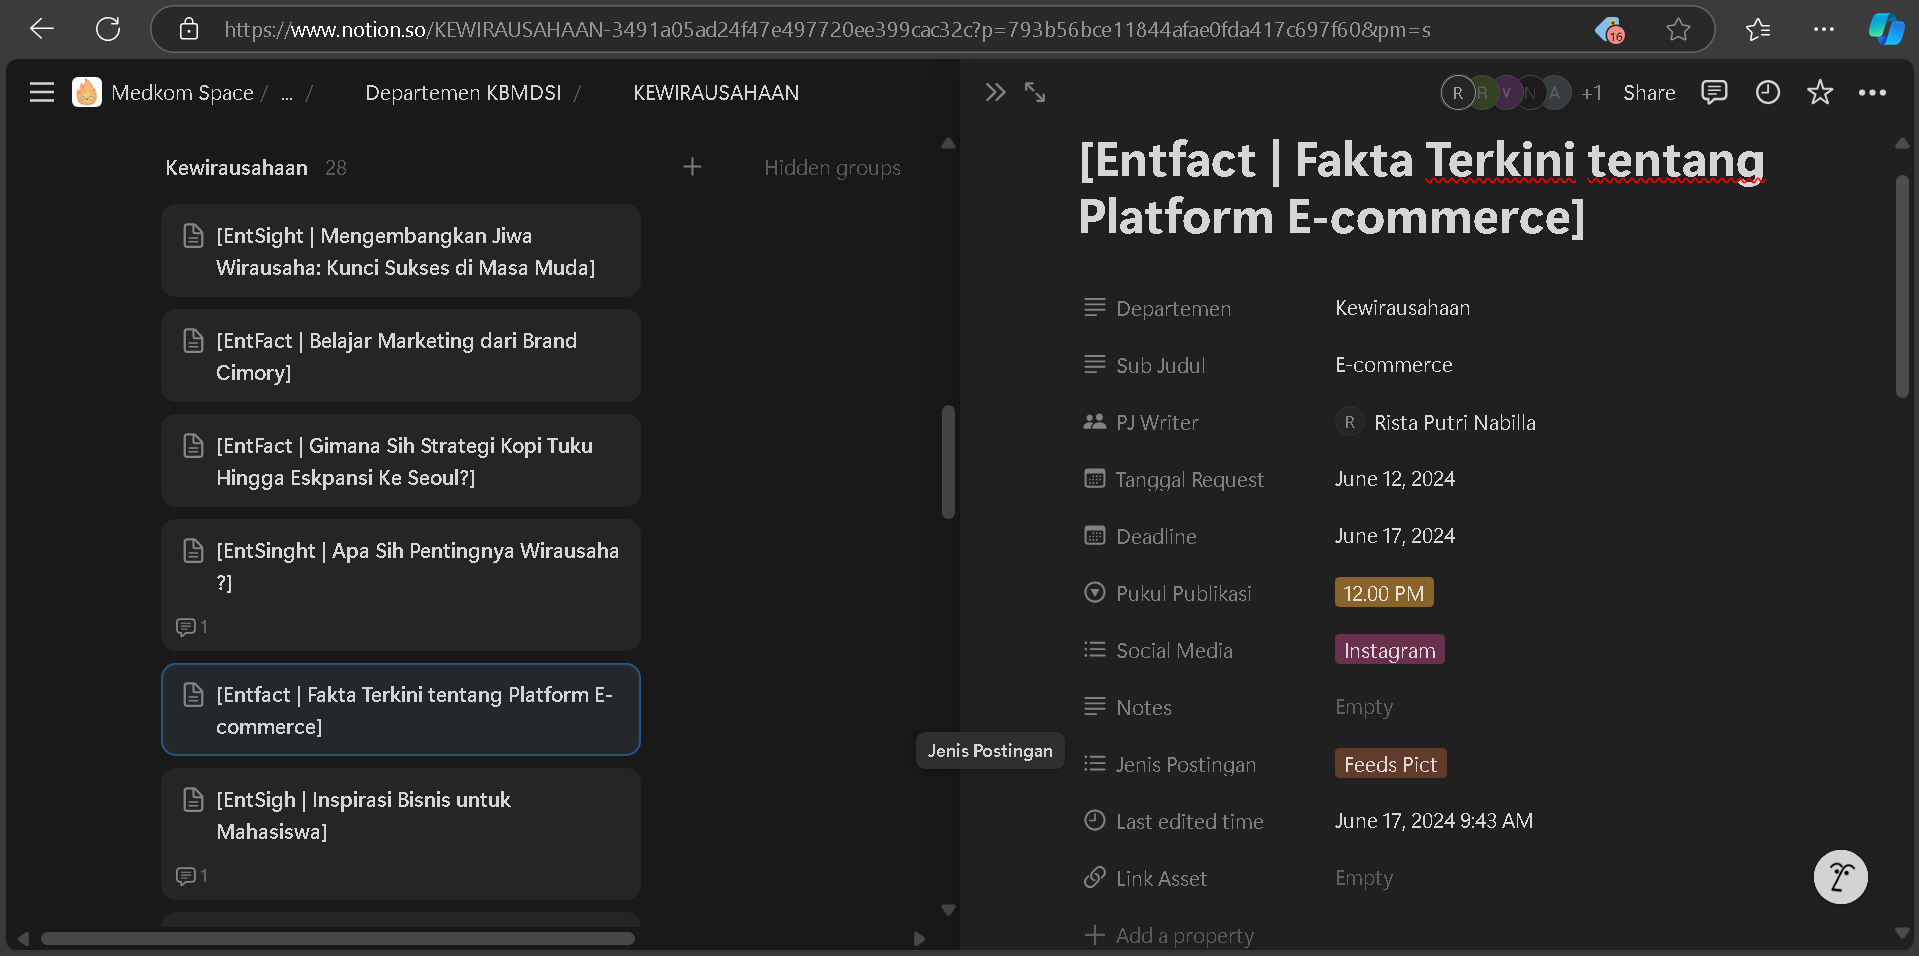 https://www.notion.so/KEWIRAUSAHAAN-3491a05ad24f47e497720ee399cac32c?p=793b56bce11844afae0fda417c697f60&pm=s
16
Medkom Space / ... / Departemen KBMDSI / KEWIRAUSAHAAN
Kewirausahaan 28
Hidden groups
[EntSight | Mengembangkan Jiwa
Wirausaha: Kunci Sukses di Masa Muda]
[EntFact | Belajar Marketing dari Brand
Cimory]
[EntFact | Gimana Sih Strategi Kopi Tuku
Hingga Eskpansi Ke Seoul?]
[EntSinght | Apa Sih Pentingnya Wirausaha
?]
1
[Entfact | Fakta Terkini tentang Platform E-
commerce]
[EntSigh | Inspirasi Bisnis untuk
Mahasiswa]
1
R R V N A +1 Share
[Entfact | Fakta Terkini tentang
Platform E-commerce]
Departemen Kewirausahaan
Sub Judul E-commerce
PJ Writer R Rista Putri Nabilla
Tanggal Request June 12, 2024
Deadline June 17, 2024
Pukul Publikasi 12.00 PM
Social Media Instagram
Notes Empty
Jenis Postingan
Jenis Postingan Feeds Pict
Last edited time June 17, 2024 9:43 AM
Link Asset Empty
Add a property